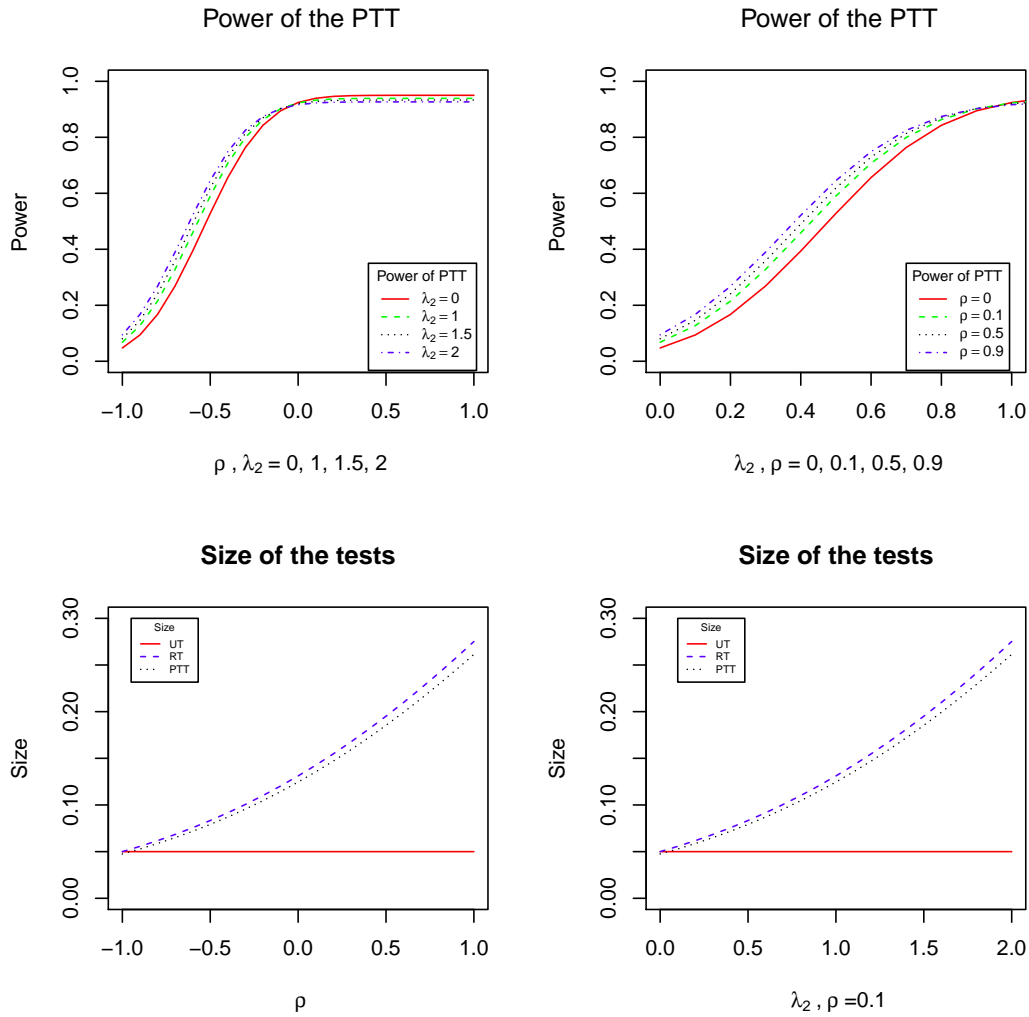 Power of the PTT
Power
1.0
0.8
0.6
0.4
0.2
0.0
Power of PTT
λ2 = 0
λ2 = 1
λ2 = 1.5
λ2 = 2
−1.0 −0.5 0.0 0.5 1.0
ρ , λ2 = 0, 1, 1.5, 2
Power of the PTT
Power
1.0
0.8
0.6
0.4
0.2
0.0
Power of PTT
ρ = 0
ρ = 0.1
ρ = 0.5
ρ = 0.9
0.0 0.2 0.4 0.6 0.8 1.0
λ2 , ρ = 0, 0.1, 0.5, 0.9
Size of the tests
Size
0.30
0.20
0.10
0.00
Size
UT
RT
PTT
−1.0 −0.5 0.0 0.5 1.0
ρ
Size of the tests
Size
0.30
0.20
0.10
0.00
Size
UT
RT
PTT
0.0 0.5 1.0 1.5 2.0
λ2 , ρ =0.1